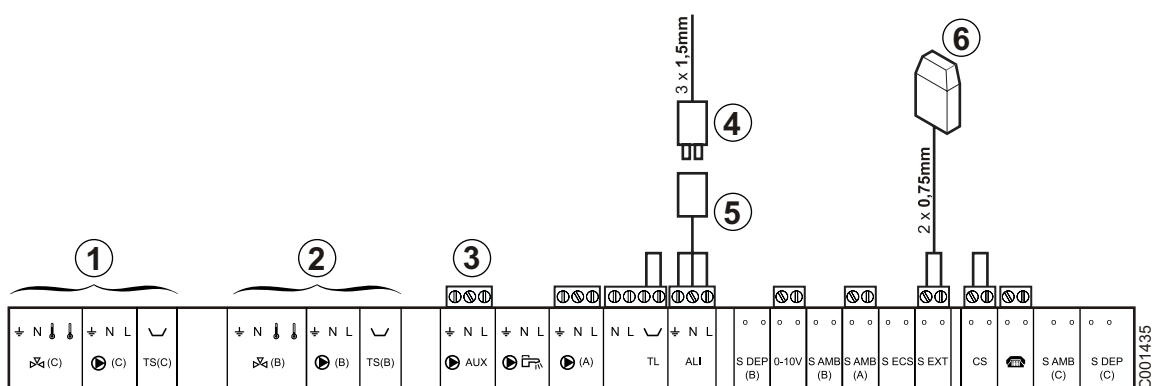 3 x 1,5mm
6
4
2 x 0,75mm
5
1
2
3
N
N L
N
N L
N L
N L
N L
N L
N L
(C)
(C)
TS(C)
(B)
(B)
TS(B)
AUX
(A)
TL
ALI
S DEP
(B)
0-10V
S AMB
(B)
S AMB
(A)
S ECS
S EXT
CS
S AMB
(C)
S DEP
(C)
C001435